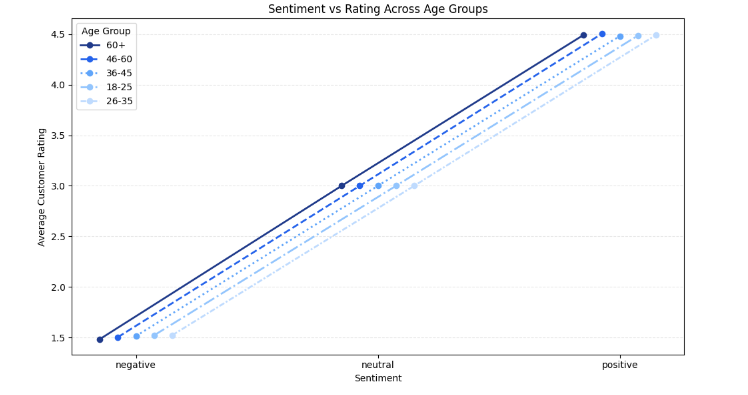 Sentiment vs Rating Across Age Groups
Age Group
60+
46-60
36-45
18-25
26-35
Average Customer Rating
4.5
4.0
3.5
3.0
2.5
2.0
1.5
negative neutral positive
Sentiment